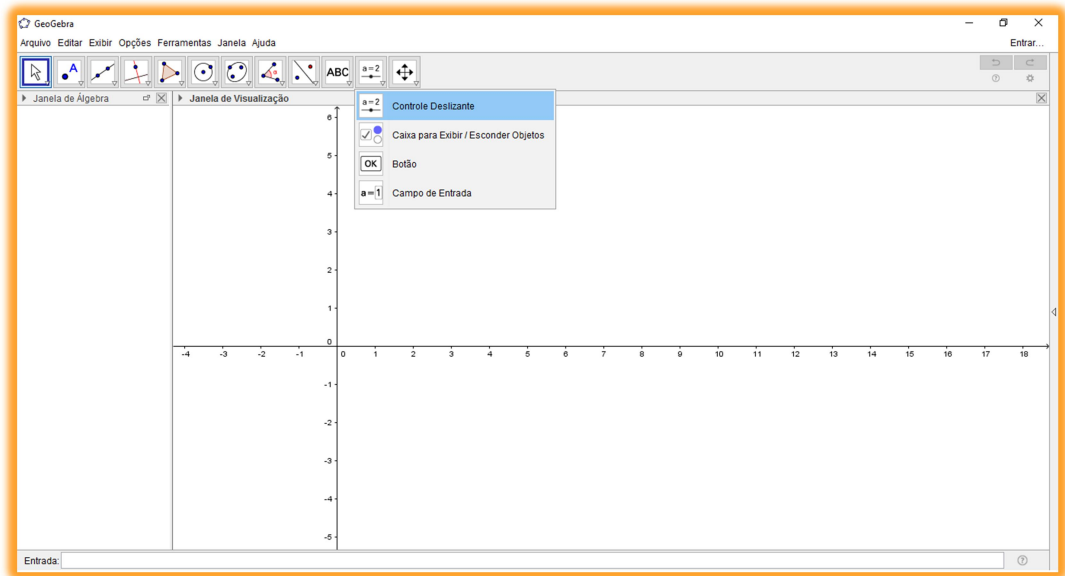 GeoGebra
Arquivo Editar Exibir Opções Ferramentas Janela Ajuda
Entrar...
A
ABC
a=2
Janela de Álgebra
Janela de Visualização
a=2 Controle Deslizante
Caixa para Exibir / Esconder Objetos
OK Botão
a=1 Campo de Entrada
6
5
4
3
2
1
0
-4 -3 -2 -1 0 1 2 3 4 5 6 7 8 9 10 11 12 13 14 15 16 17 18
-1
-2
-3
-4
-5
Entrada: